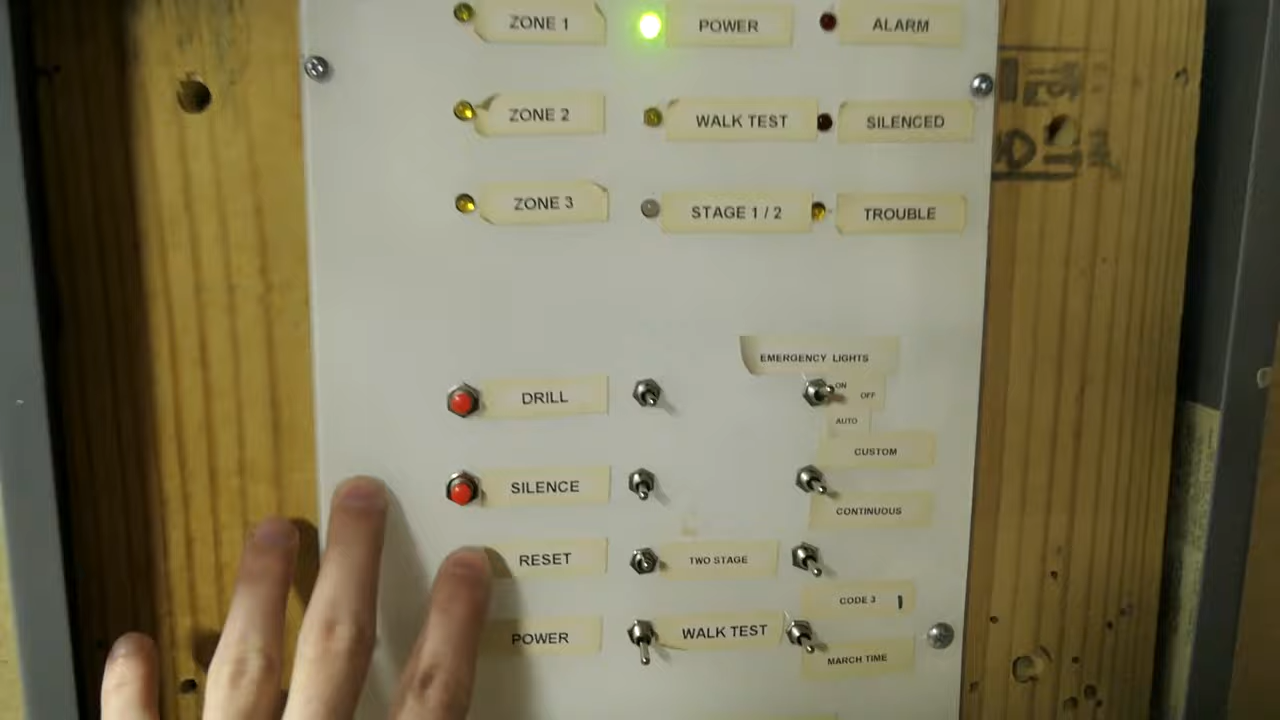 ZONE 1
POWER
ALARM
ZONE 2
WALK TEST
SILENCED
ZONE 3
STAGE 1 / 2
TROUBLE
EMERGENCY LIGHTS
ON
OFF
AUTO
DRILL
CUSTOM
SILENCE
CONTINUOUS
RESET
TWO STAGE
CODE 3
POWER
WALK TEST
MARCH TIME